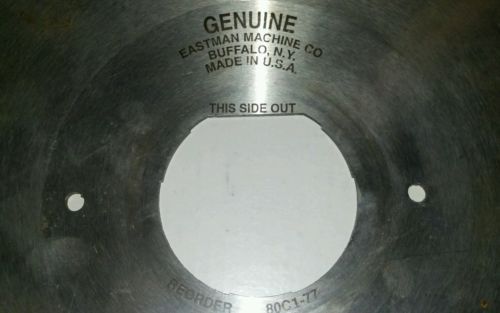 GENUINE
EASTMAN MACHINE CO
BUFFALO, N.Y.
MADE IN U.S.A.
THIS SIDE OUT
REORDER 80C1-77